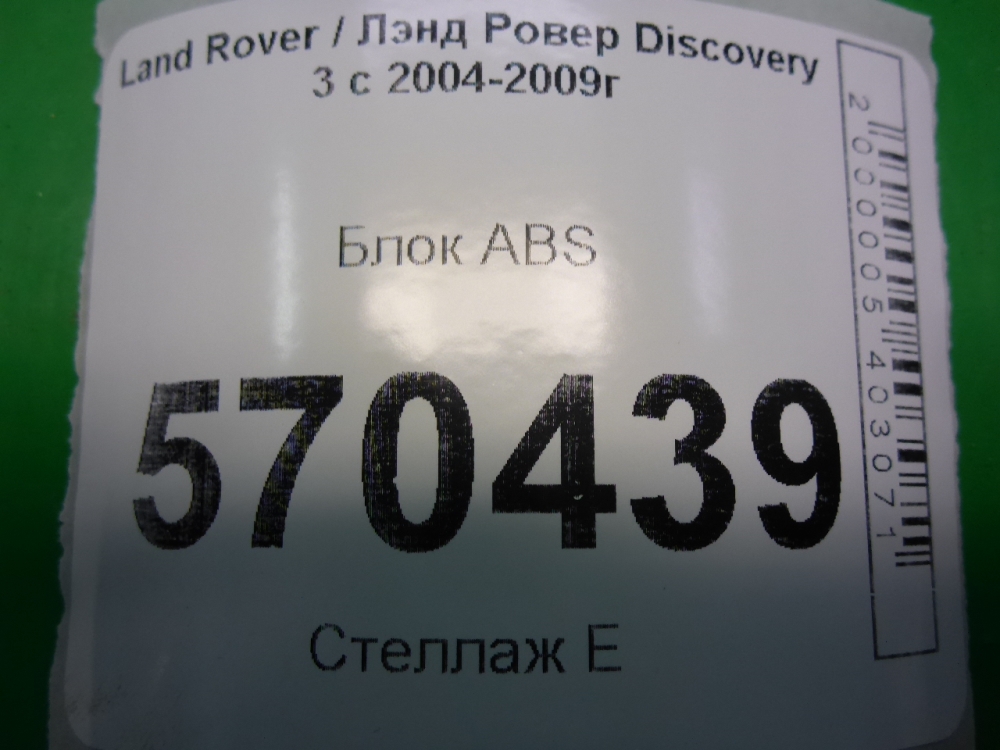 Land Rover / Лэнд Ровер Discovery
3 с 2004-2009г
Блок ABS
570439
Стеллаж Е
2000005403071